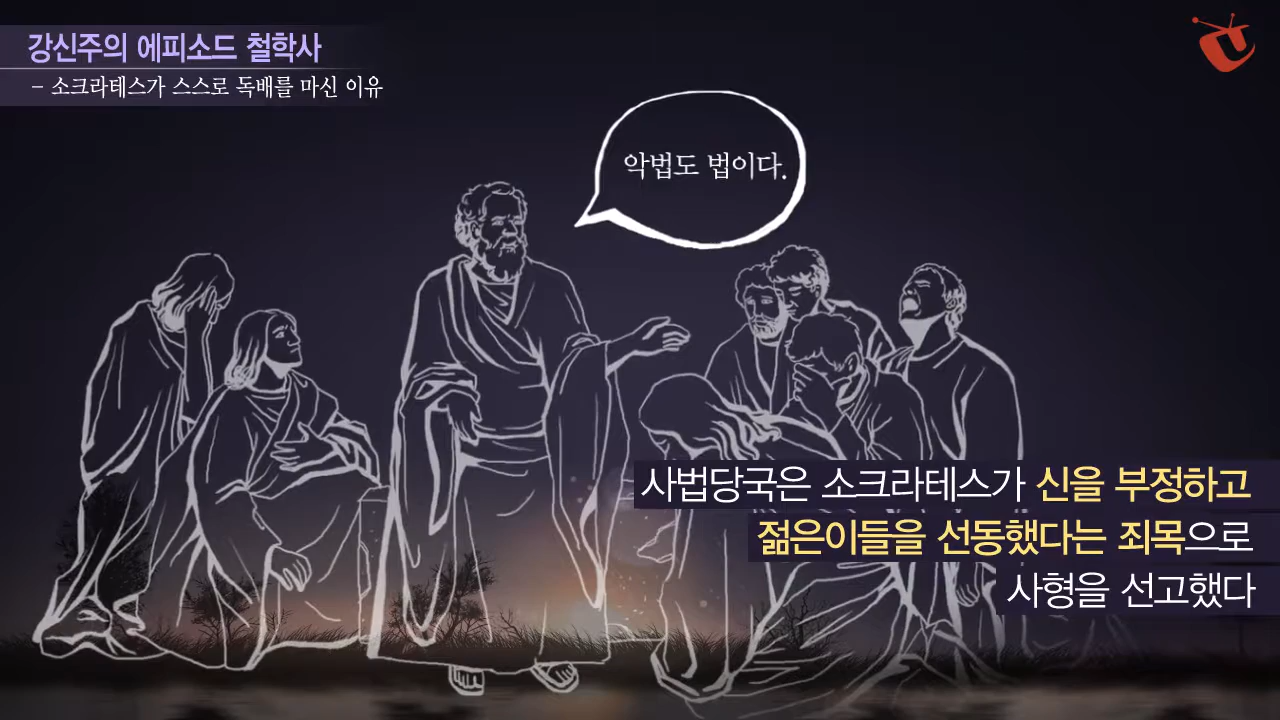 강신주의 에피소드 철학사
- 소크라테스가 스스로 독배를 마신 이유
악법도 법이다.
사법당국은 소크라테스가 신을 부정하고
젊은이들을 선동했다는 죄목으로
사형을 선고했다